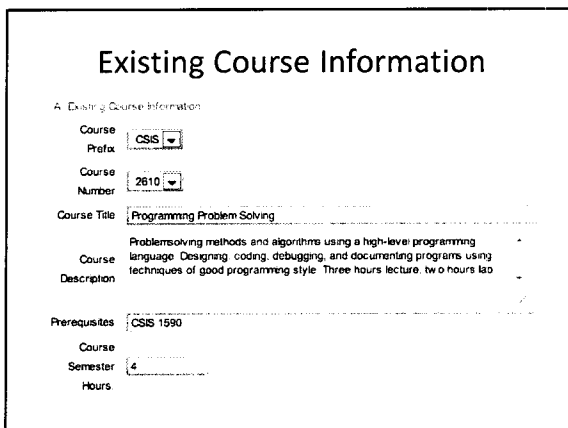 Existing Course Information
A. Existing Course Information
Course
Prefix
CSIS
Course
Number
2610
Course Title
Programming Problem Solving
Course
Description
Problemsolving methods and algorithms using a high-level programming
language. Designing, coding, debugging, and documenting programs using
techniques of good programming style. Three hours lecture, two hours lab
Prerequisites
CSIS 1590
Course
Semester
Hours
4